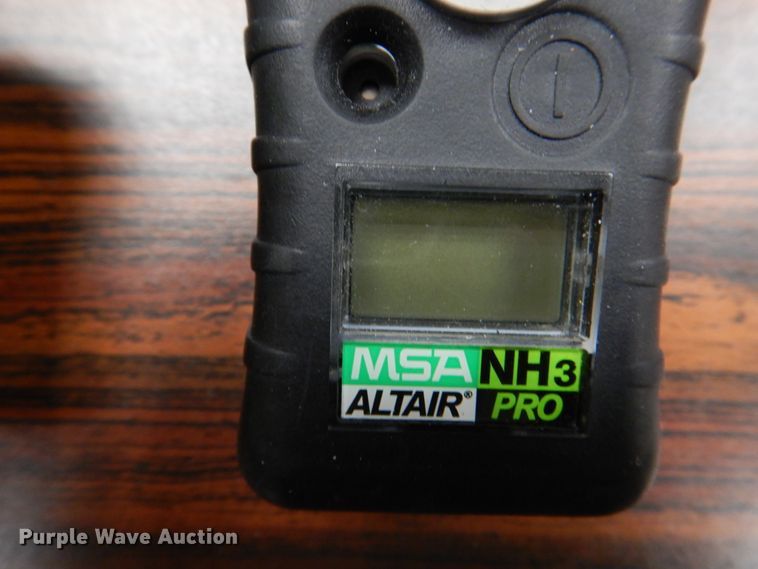 MSA NH3
ALTAIR® PRO
Purple Wave Auction